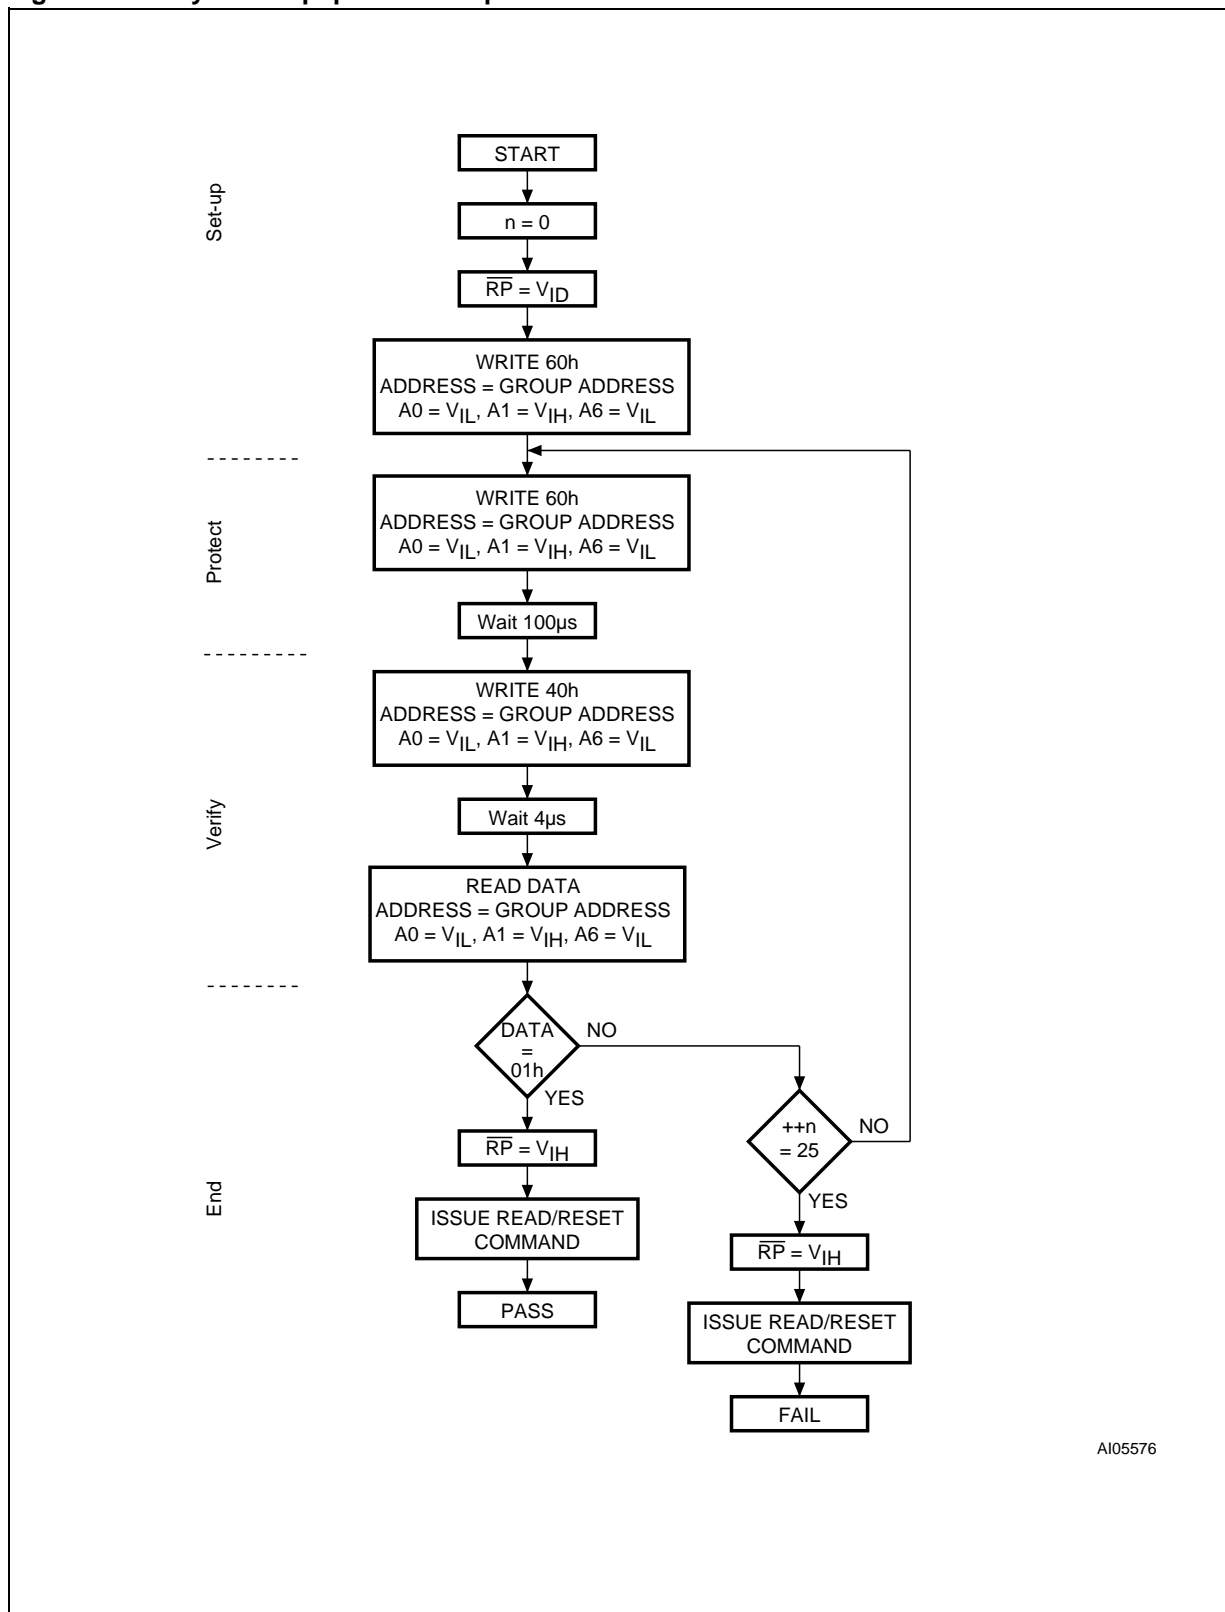 START
Set-up
n = 0
RP = VID
WRITE 60h
ADDRESS = GROUP ADDRESS
A0 = VIL, A1 = VIH, A6 = VIL
WRITE 60h
ADDRESS = GROUP ADDRESS
A0 = VIL, A1 = VIH, A6 = VIL
Protect
Wait 100µs
WRITE 40h
ADDRESS = GROUP ADDRESS
A0 = VIL, A1 = VIH, A6 = VIL
Verify
Wait 4µs
READ DATA
ADDRESS = GROUP ADDRESS
A0 = VIL, A1 = VIH, A6 = VIL
DATA
=
01h
NO
YES
++n
= 25
NO
YES
End
RP = VIH
ISSUE READ/RESET
COMMAND
PASS
RP = VIH
ISSUE READ/RESET
COMMAND
FAIL
AI05576